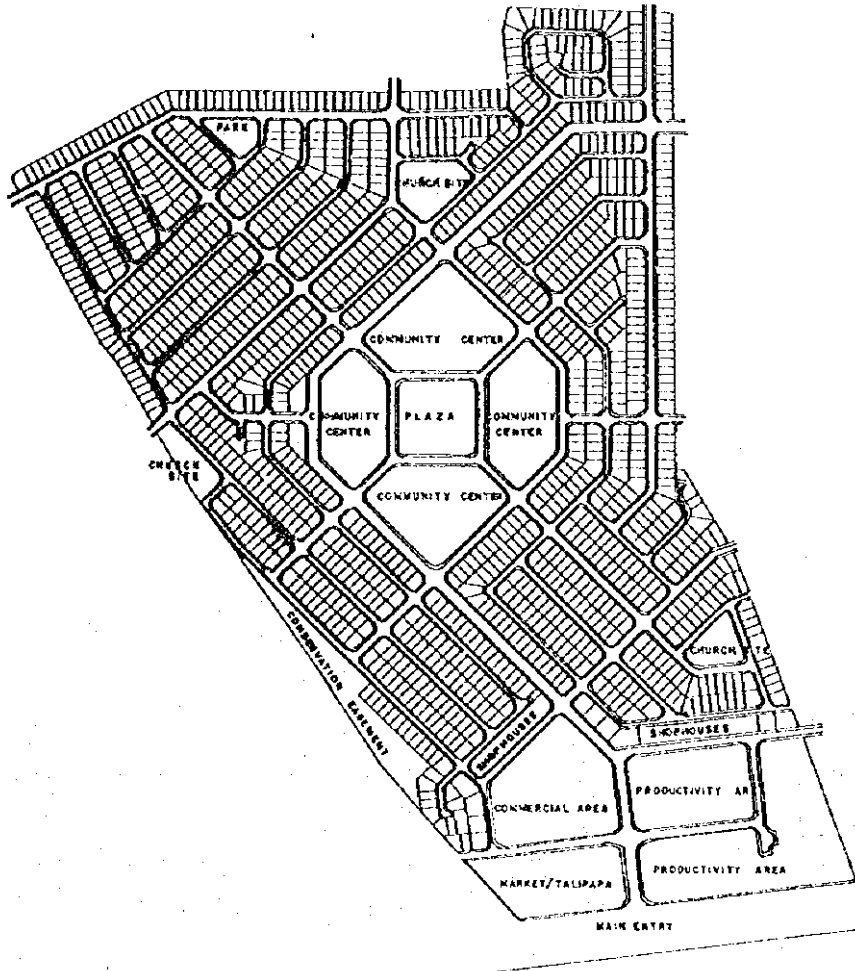 PARK
CHURCH SITE
COMMUNITY CENTER
COMMUNITY
CENTER
PLAZA
COMMUNITY
CENTER
COMMUNITY CENTER
CHURCH
SITE
CONSERVATION EASEMENT
CHURCH SITE
SHOPHOUSES
SHOPHOUSES
COMMERCIAL AREA
PRODUCTIVITY AR
MARKET/TALIPAPA
PRODUCTIVITY AREA
MAIN ENTRY